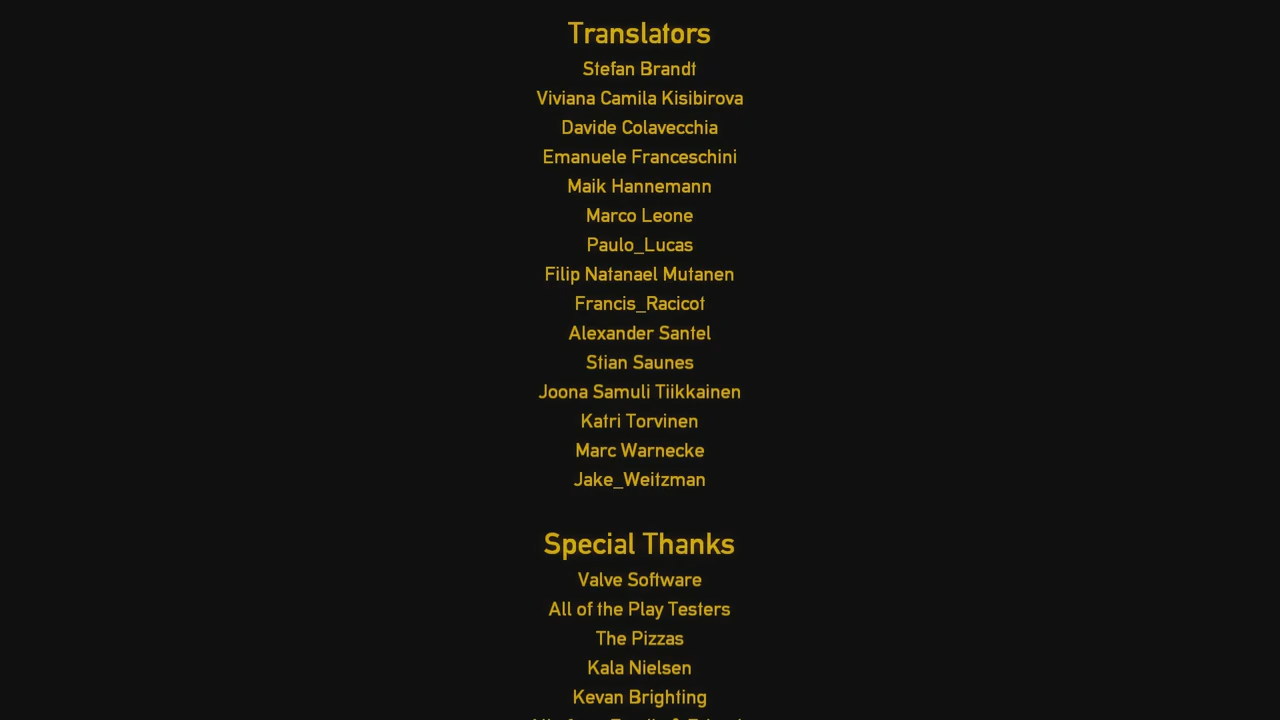 Translators
Stefan Brandt
Viviana Camila Kisibirova
Davide Colavecchia
Emanuele Franceschini
Maik Hannemann
Marco Leone
Paulo_Lucas
Filip Natanael Mutanen
Francis_Racicot
Alexander Santel
Stian Saunes
Joona Samuli Tiikkainen
Katri Torvinen
Marc Warnecke
Jake_Weitzman
Special Thanks
Valve Software
All of the Play Testers
The Pizzas
Kala Nielsen
Kevan Brighting